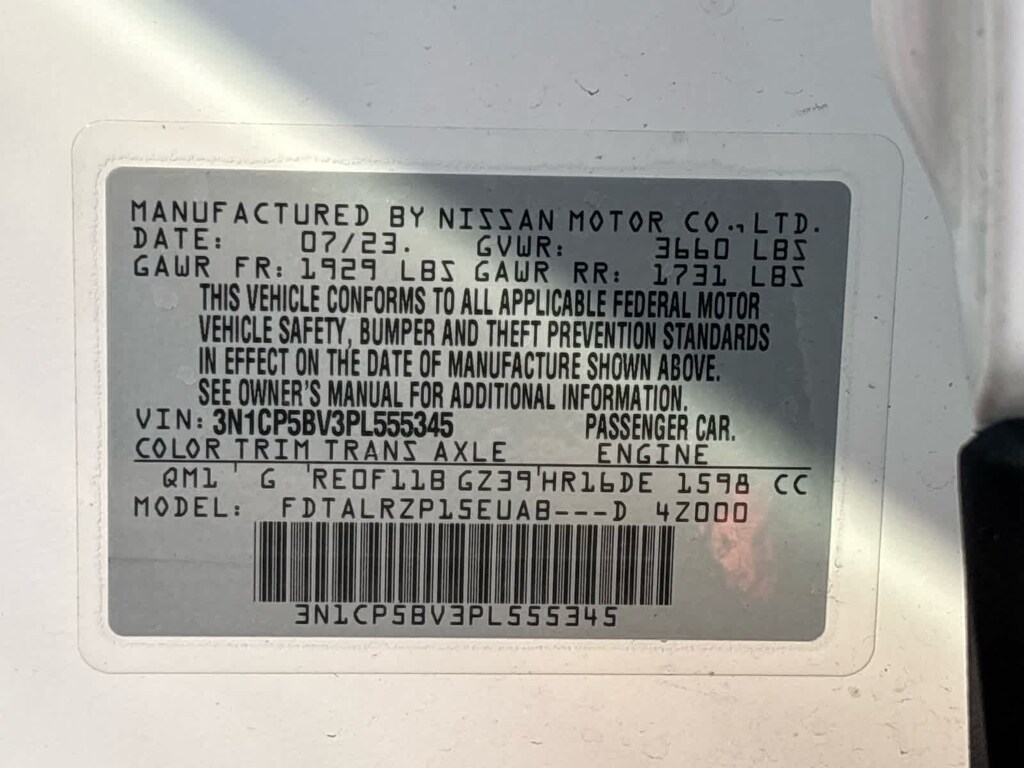 MANUFACTURED BY NISSAN MOTOR CO., LTD.
DATE: 07/23. GVWR: 3660 LBS
GAWR FR: 1929 LBS GAWR RR: 1731 LBS
THIS VEHICLE CONFORMS TO ALL APPLICABLE FEDERAL MOTOR
VEHICLE SAFETY, BUMPER AND THEFT PREVENTION STANDARDS
IN EFFECT ON THE DATE OF MANUFACTURE SHOWN ABOVE.
SEE OWNER'S MANUAL FOR ADDITIONAL INFORMATION.
VIN: 3N1CP5BV3PL555345 PASSENGER CAR.
COLOR TRIM TRANS AXLE ENGINE
QM1 ' G ' RE0F11B GZ39'HR16DE 1598 CC
MODEL: FDTALRZP15EUAB---D 4Z000
3N1CP5BV3PL555345